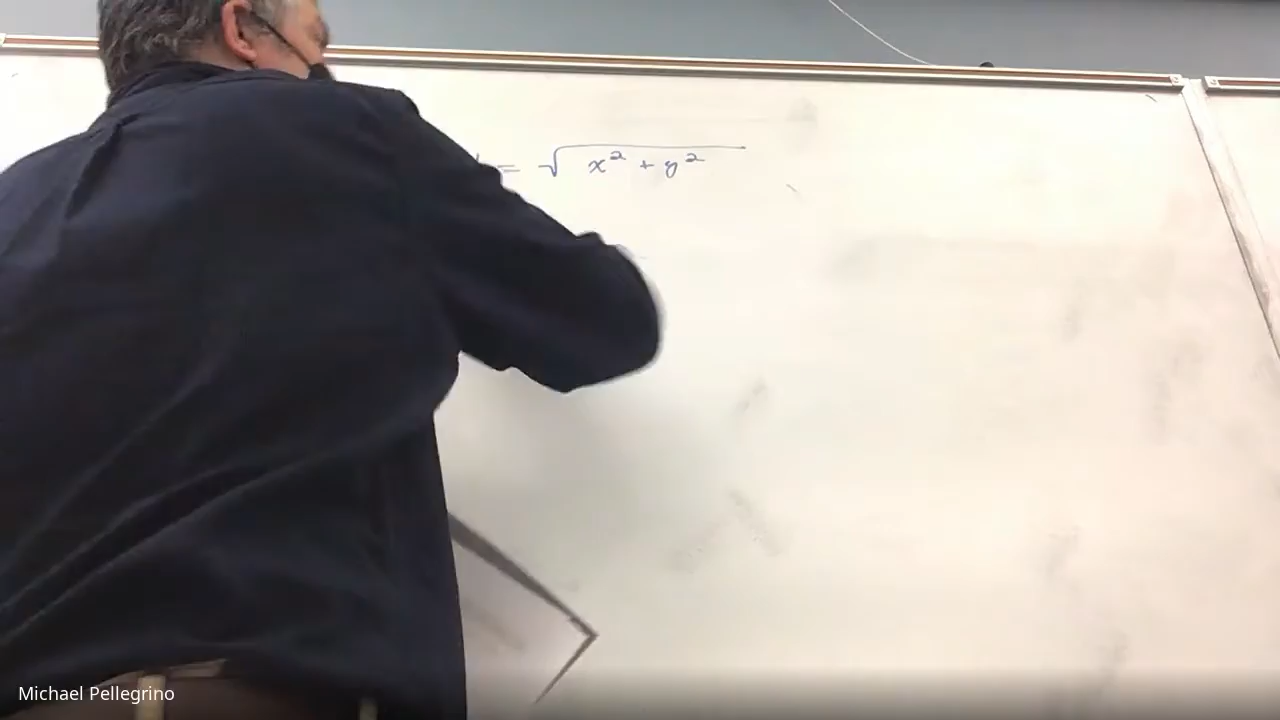 = √x² + y²
Michael Pellegrino